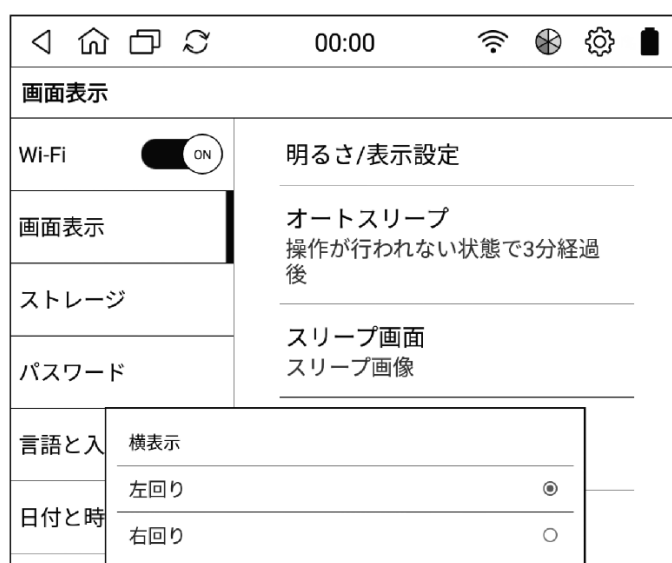 00:00
画面表示
Wi-Fi
ON
画面表示
ストレージ
パスワード
言語と入
日付と時
明るさ/表示設定
オートスリープ
操作が行われない状態で3分経過
後
スリープ画面
スリープ画像
横表示
左回り
右回り